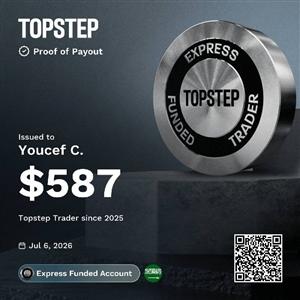 TOPSTEP
Proof of Payout
EXPRESS
TOPSTEP
FUNDED
TRADER
Issued to
Youcef C.
$587
Topstep Trader since 2025
Jul 6, 2026
Express Funded Account